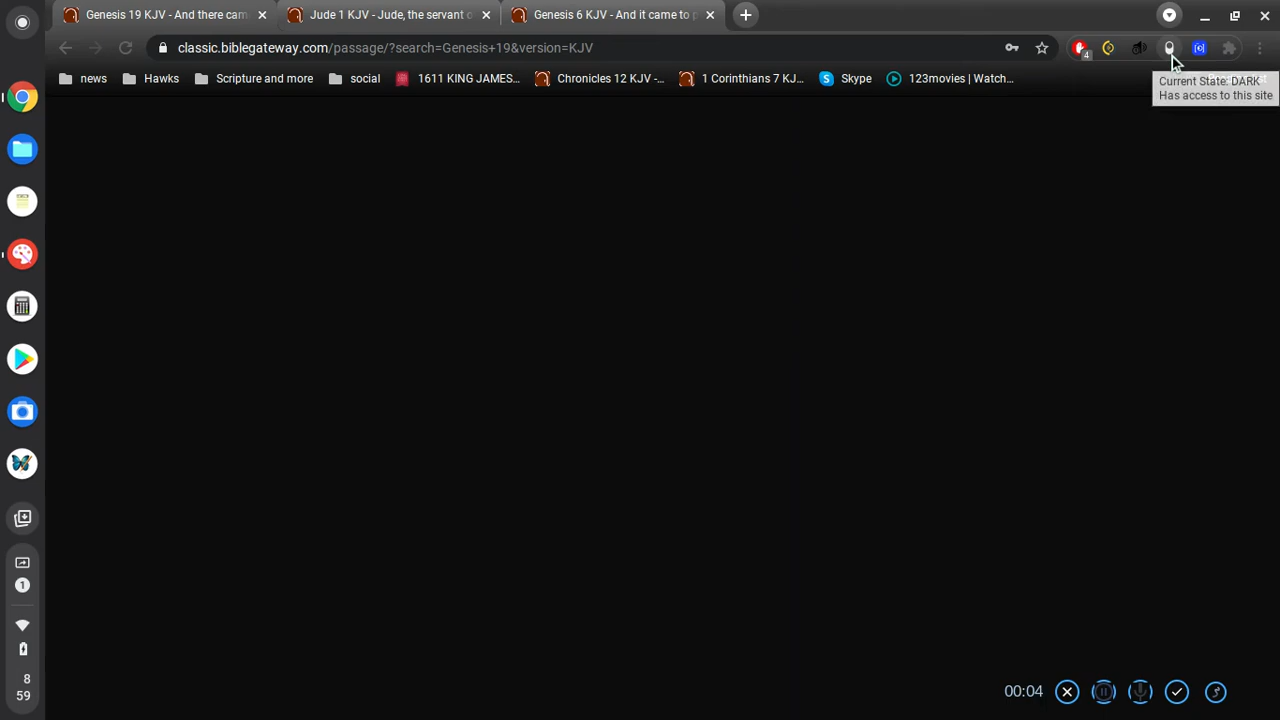 Genesis 19 KJV - And there cam
Jude 1 KJV - Jude, the servant o
Genesis 6 KJV - And it came to p
classic.biblegateway.com/passage/?search=Genesis+19&version=KJV
4
news
Hawks
Scripture and more
social
1611 KING JAMES...
Chronicles 12 KJV -...
1 Corinthians 7 KJ...
Skype
123movies | Watch...
Current State: DARK
Has access to this site
1
8
59
00:04